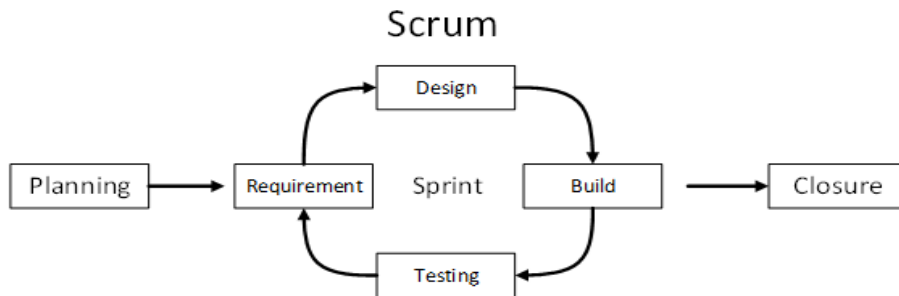 Scrum
Design
Planning
Requirement
Sprint
Build
Closure
Testing